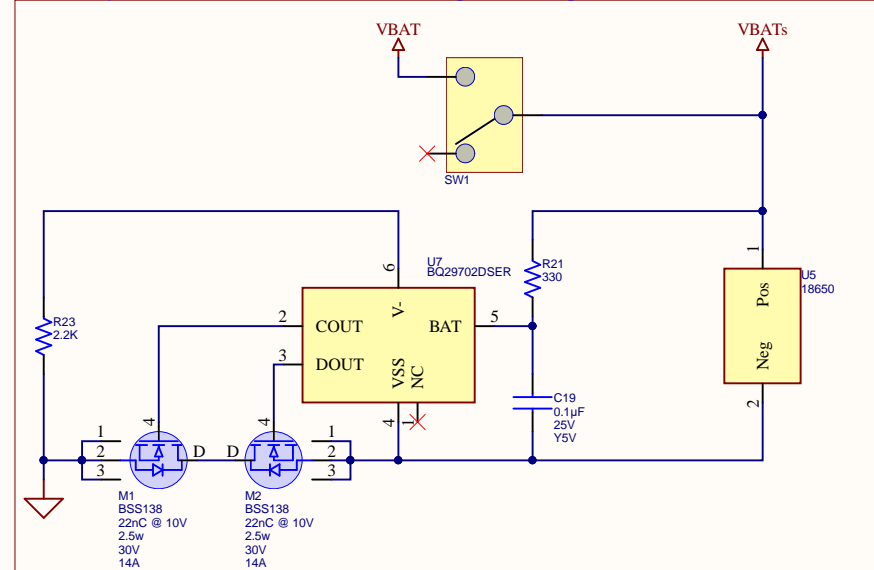 VBAT
VBATs
SW1
U7
BQ29702DSER
R21
330
1
U5
18650
Pos
Neg
2
6
V-
R23
2.2K
2
COUT
BAT
5
3
DOUT
VSS
NC
4
1
C19
0.1µF
25V
Y5V
4
4
1
2
3
D
D
1
2
3
M1
BSS138
22nC @ 10V
2.5w
30V
14A
M2
BSS138
22nC @ 10V
2.5w
30V
14A